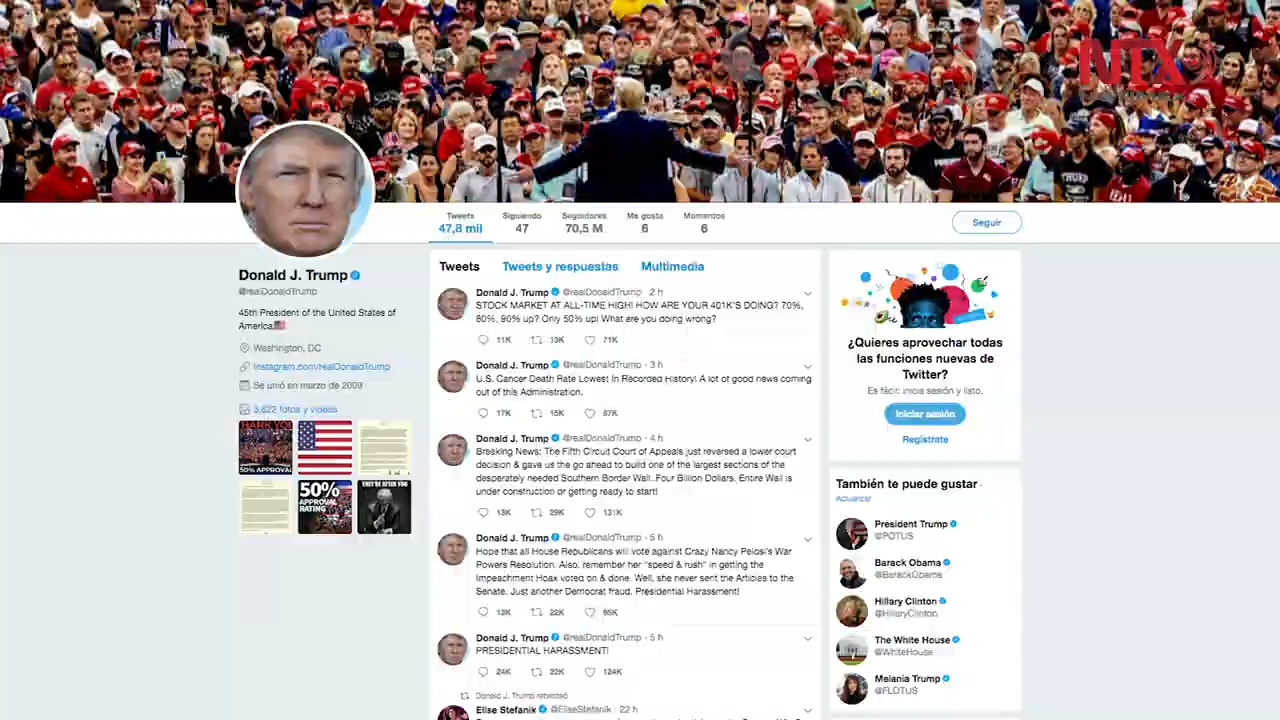 NTX
Tweets
47,8 mil
Siguiendo
47
Seguidores
70,5 M
Me gusta
6
Momentos
6
Seguir
Donald J. Trump
@realDonaldTrump
45th President of the United States of
America
Washington, DC
Instagram.com/realDonaldTrump
Se unió en marzo de 2009
3,622 fotos y videos
THANK YOU
50% APPROVAL
50%
APPROVAL
RATING
THEY'RE AFTER YOU
Tweets Tweets y respuestas Multimedia
Donald J. Trump @realDonaldTrump · 2 h
STOCK MARKET AT ALL-TIME HIGH! HOW ARE YOUR 401K'S DOING? 70%,
80%, 90% up? Only 50% up! What are you doing wrong?
11K 13K 71K
Donald J. Trump @realDonaldTrump · 3 h
U.S. Cancer Death Rate Lowest In Recorded History! A lot of good news coming
out of this Administration.
17K 15K 67K
Donald J. Trump @realDonaldTrump · 4 h
Breaking News: The Fifth Circuit Court of Appeals just reversed a lower court
decision & gave us the go ahead to build one of the largest sections of the
desperately needed Southern Border Wall. Four Billion Dollars. Entire Wall is
under construction or getting ready to start!
13K 29K 131K
Donald J. Trump @realDonaldTrump · 5 h
Hope that all House Republicans will vote against Crazy Nancy Pelosi's War
Powers Resolution. Also, remember her "speed & rush" in getting the
Impeachment Hoax voted on & done. Well, she never sent the Articles to the
Senate. Just another Democrat fraud. Presidential Harassment!
13K 22K 95K
Donald J. Trump @realDonaldTrump · 5 h
PRESIDENTIAL HARASSMENT!
24K 22K 124K
Donald J. Trump retweeteó
Elise Stefanik @EliseStefanik · 22 h
¿Quieres aprovechar todas
las funciones nuevas de
Twitter?
Es fácil: inicia sesión y listo.
Iniciar sesión
Regístrate
También te puede gustar ·
Actualizar
President Trump
@POTUS
Barack Obama
@BarackObama
Hillary Clinton
@HillaryClinton
The White House
@WhiteHouse
Melania Trump
@FLOTUS